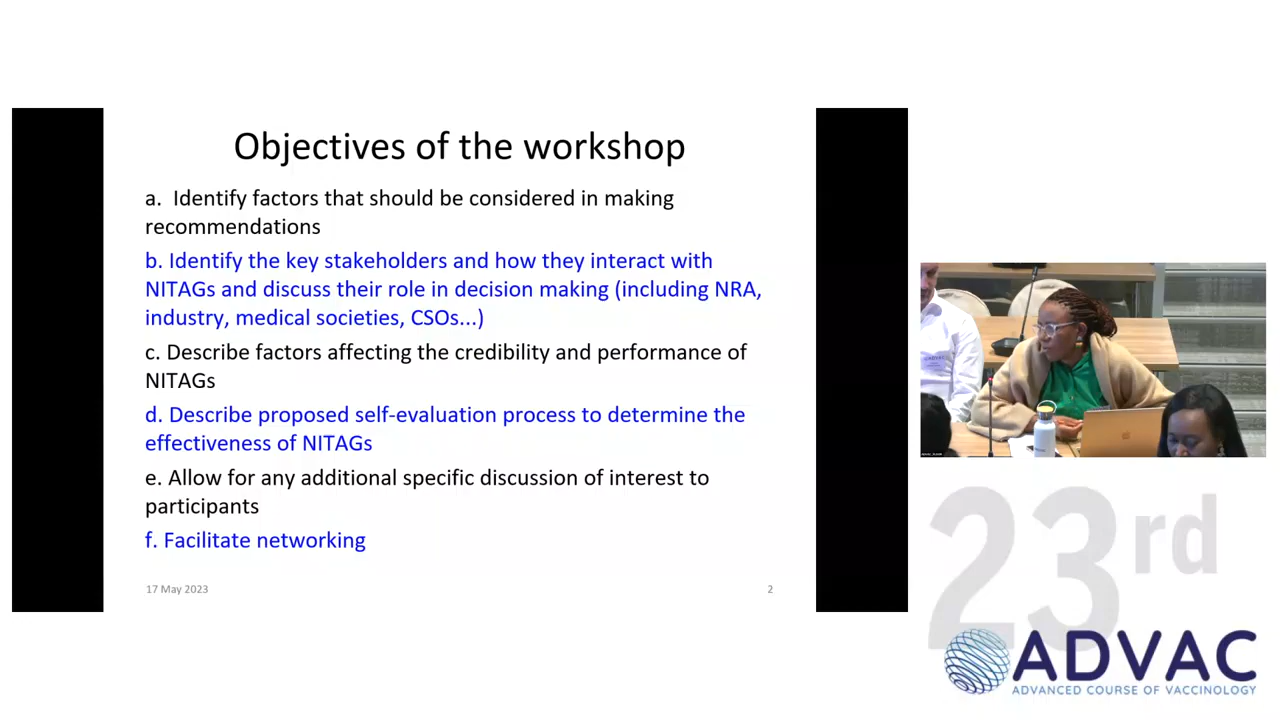 Objectives of the workshop
a. Identify factors that should be considered in making
recommendations
b. Identify the key stakeholders and how they interact with
NITAGs and discuss their role in decision making (including NRA,
industry, medical societies, CSOs...)
c. Describe factors affecting the credibility and performance of
NITAGs
d. Describe proposed self-evaluation process to determine the
effectiveness of NITAGs
e. Allow for any additional specific discussion of interest to
participants
f. Facilitate networking
17 May 2023
2
ADVAC
23rd
ADVAC
ADVANCED COURSE OF VACCINOLOGY